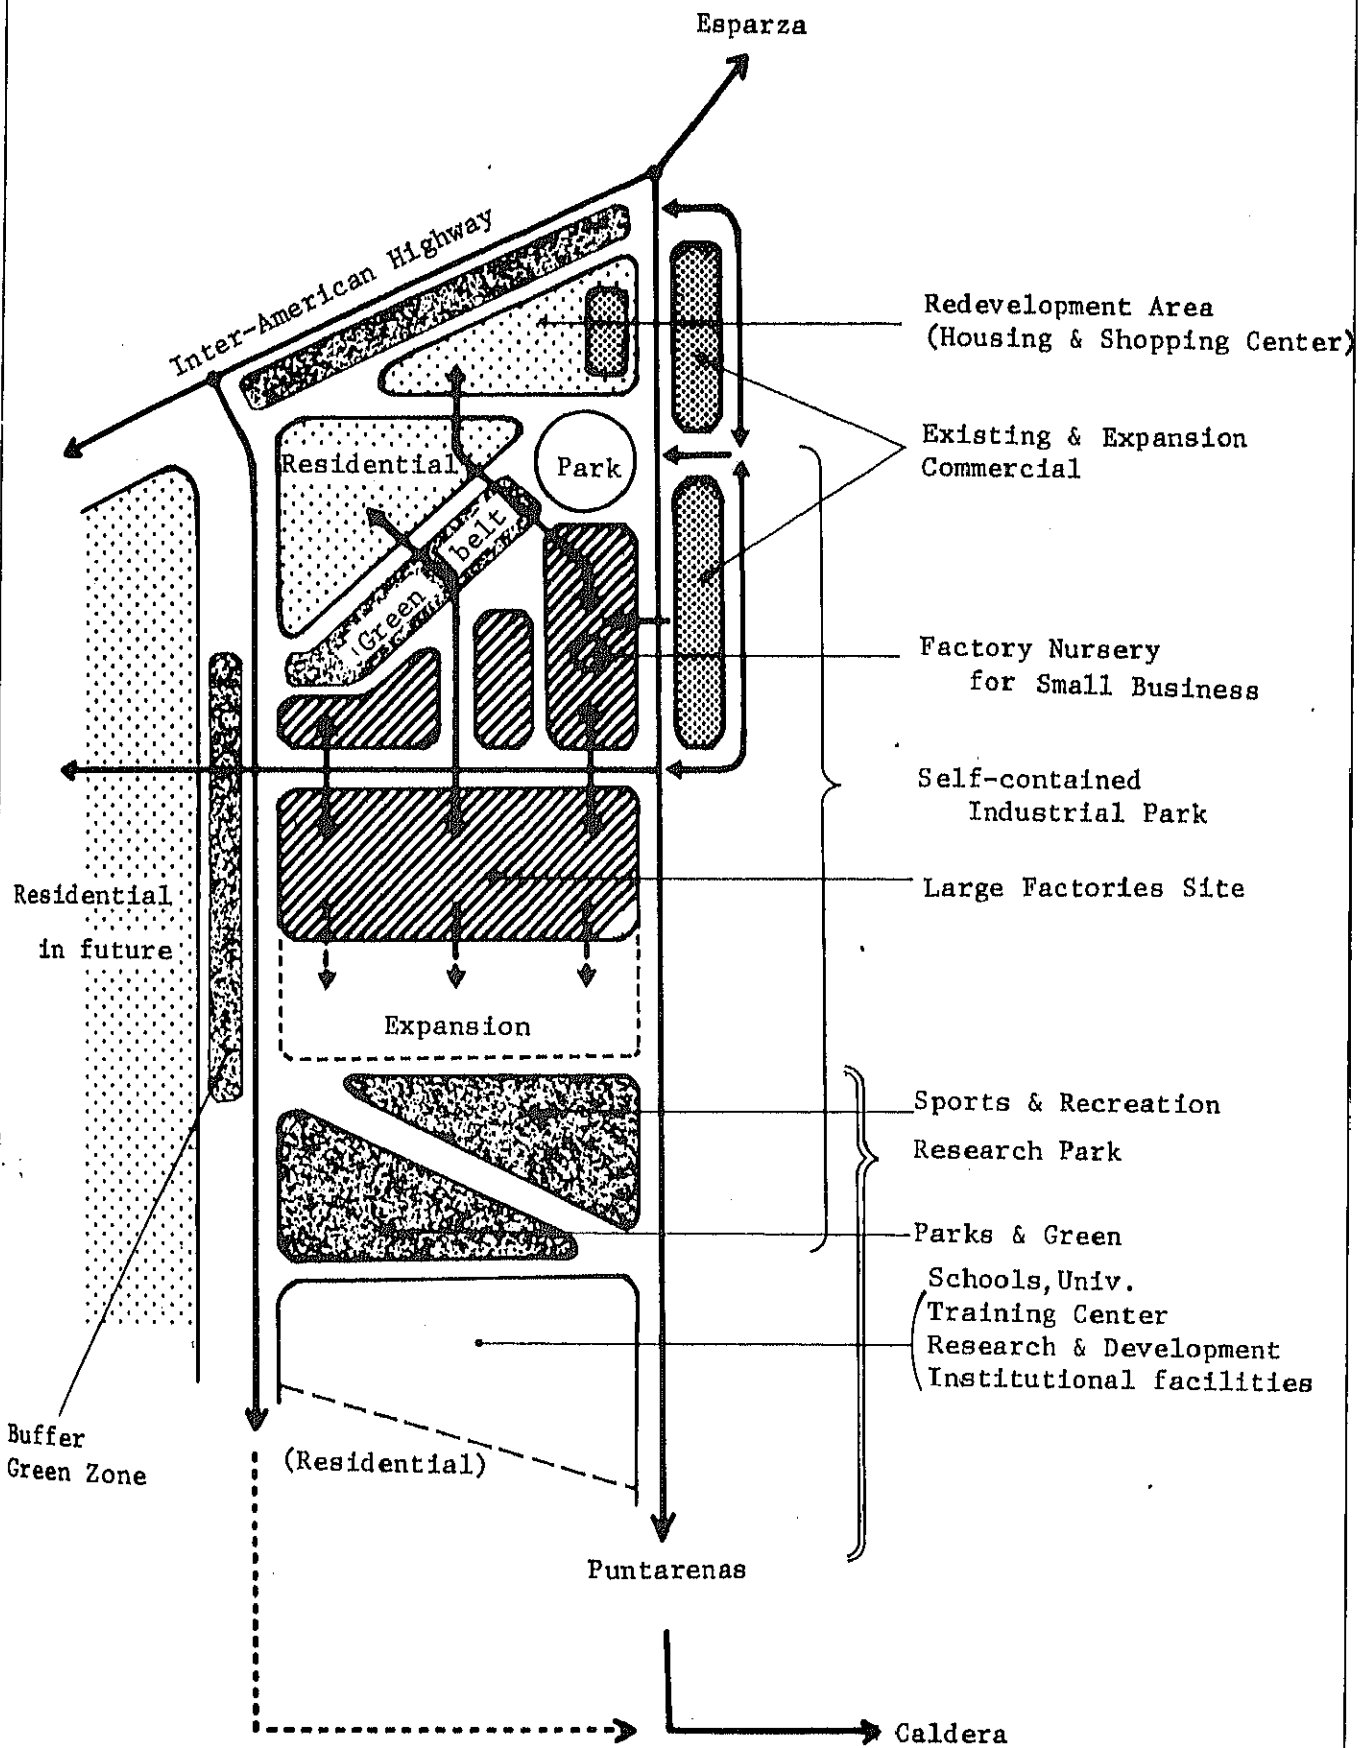 Esparza
Inter-American Highway
Redevelopment Area
(Housing & Shopping Center)
Existing & Expansion
Commercial
Residential
Park
Green belt
Factory Nursery
for Small Business
Self-contained
Industrial Park
Large Factories Site
Residential
in future
Expansion
Sports & Recreation
Research Park
Parks & Green
Schools, Univ.
Training Center
Research & Development
Institutional facilities
Buffer
Green Zone
(Residential)
Puntarenas
Caldera